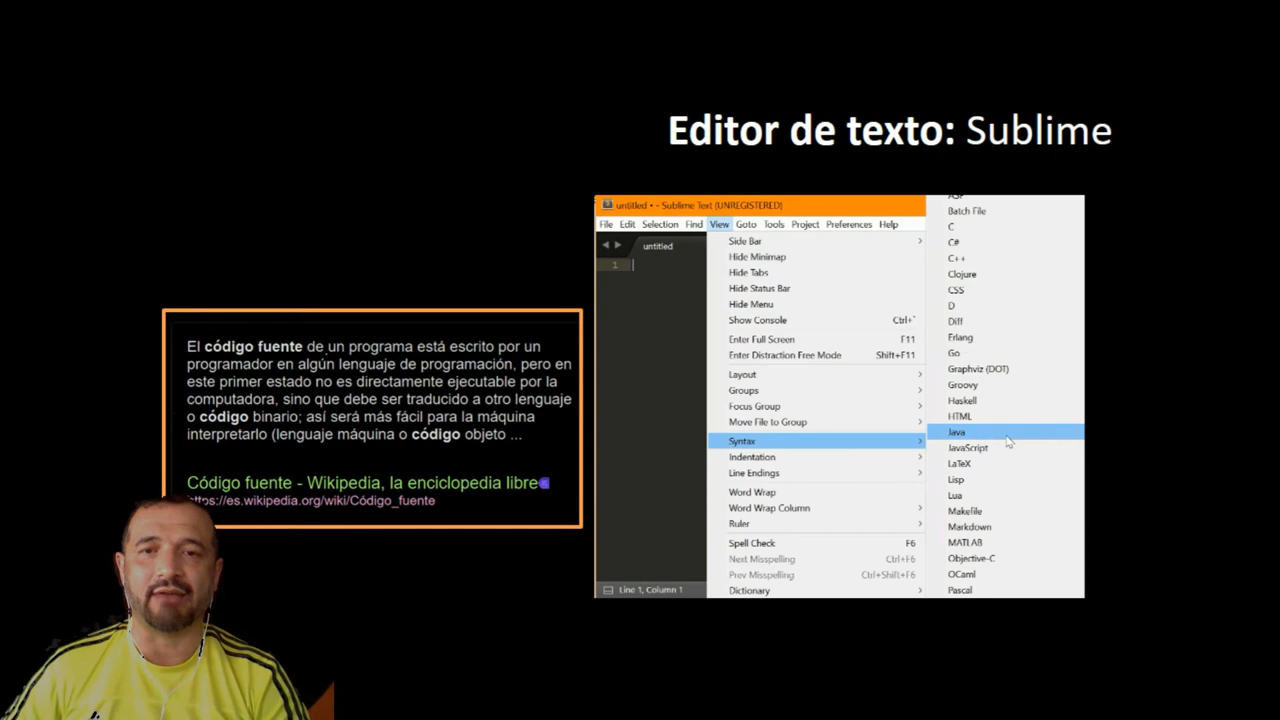 Editor de texto: Sublime
El código fuente de un programa está escrito por un
programador en algún lenguaje de programación, pero en
este primer estado no es directamente ejecutable por la
computadora, sino que debe ser traducido a otro lenguaje
o código binario; así será más fácil para la máquina
interpretarlo (lenguaje máquina o código objeto ...
Código fuente - Wikipedia, la enciclopedia libre
https://es.wikipedia.org/wiki/Código_fuente
untitled • - Sublime Text (UNREGISTERED)
File Edit Selection Find View Goto Tools Project Preferences Help
untitled
1
Line 1, Column 1
Side Bar
Hide Minimap
Hide Tabs
Hide Status Bar
Hide Menu
Show Console Ctrl+`
Enter Full Screen F11
Enter Distraction Free Mode Shift+F11
Layout
Groups
Focus Group
Move File to Group
Syntax
Indentation
Line Endings
Word Wrap
Word Wrap Column
Ruler
Spell Check F6
Next Misspelling Ctrl+F6
Prev Misspelling Ctrl+Shift+F6
Dictionary
ASP
Batch File
C
C#
C++
Clojure
CSS
D
Diff
Erlang
Go
Graphviz (DOT)
Groovy
Haskell
HTML
Java
JavaScript
LaTeX
Lisp
Lua
Makefile
Markdown
MATLAB
Objective-C
OCaml
Pascal